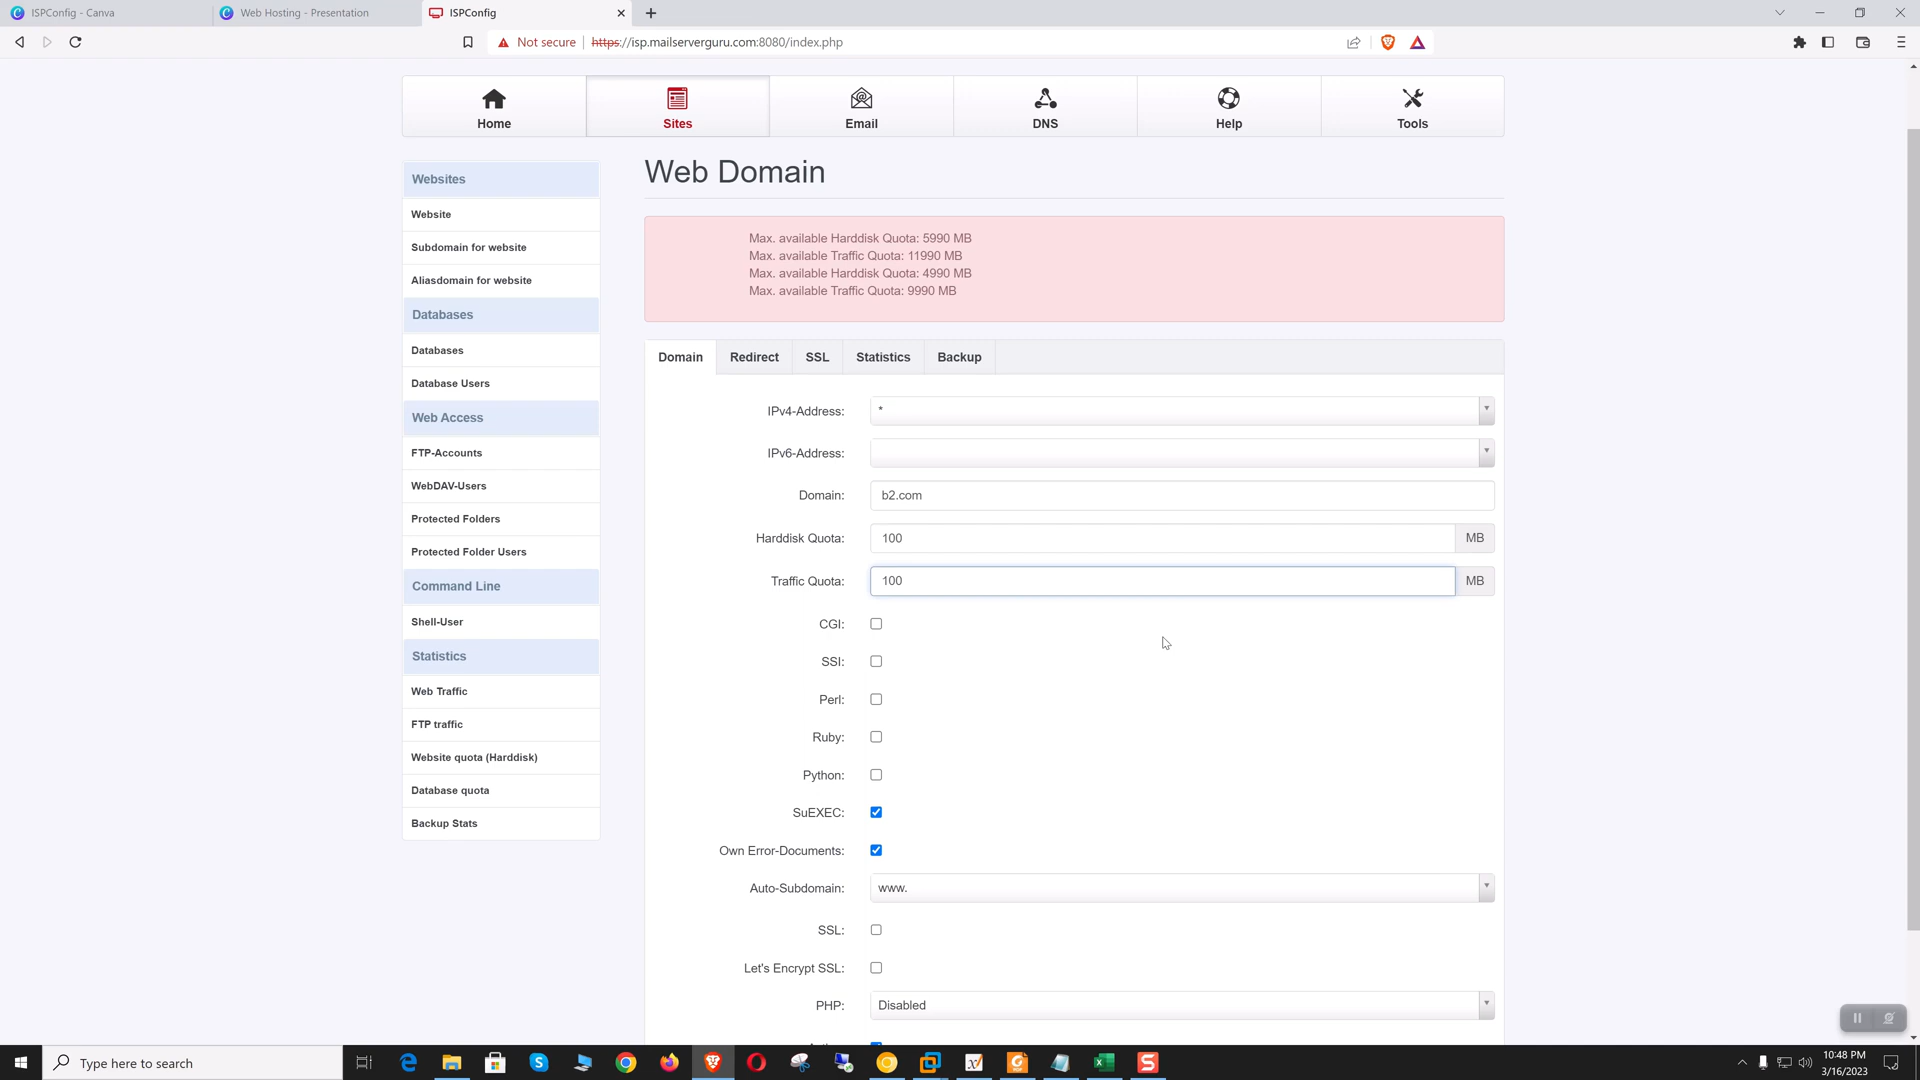 ISPConfig - Canva
Web Hosting - Presentation
ISPConfig
Not secure
https://isp.mailserverguru.com:8080/index.php
Home
Sites
Email
DNS
Help
Tools
Websites
Website
Subdomain for website
Aliasdomain for website
Databases
Databases
Database Users
Web Access
FTP-Accounts
WebDAV-Users
Protected Folders
Protected Folder Users
Command Line
Shell-User
Statistics
Web Traffic
FTP traffic
Website quota (Harddisk)
Database quota
Backup Stats
Web Domain
Max. available Harddisk Quota: 5990 MB
Max. available Traffic Quota: 11990 MB
Max. available Harddisk Quota: 4990 MB
Max. available Traffic Quota: 9990 MB
Domain Redirect SSL Statistics Backup
IPv4-Address: *
IPv6-Address:
Domain: b2.com
Harddisk Quota: 100 MB
Traffic Quota: 100 MB
CGI:
SSI:
Perl:
Ruby:
Python:
SuEXEC:
Own Error-Documents:
Auto-Subdomain: www.
SSL:
Let's Encrypt SSL:
PHP: Disabled
Type here to search
10:48 PM
3/16/2023